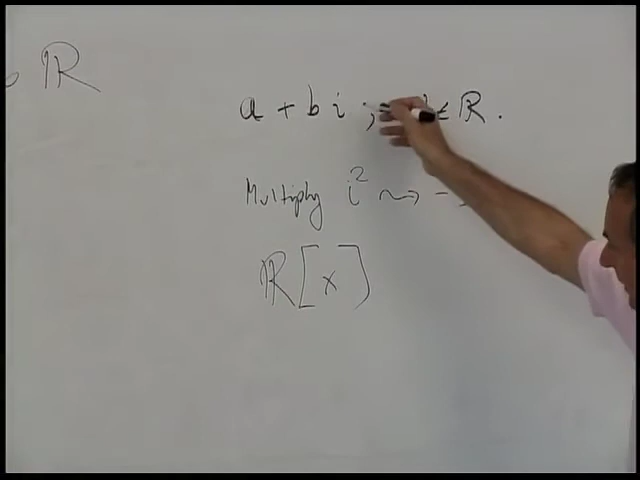 ℝ
a + b i ; ∈ ℝ.
Multiply i² ⇝ -
ℝ[x]